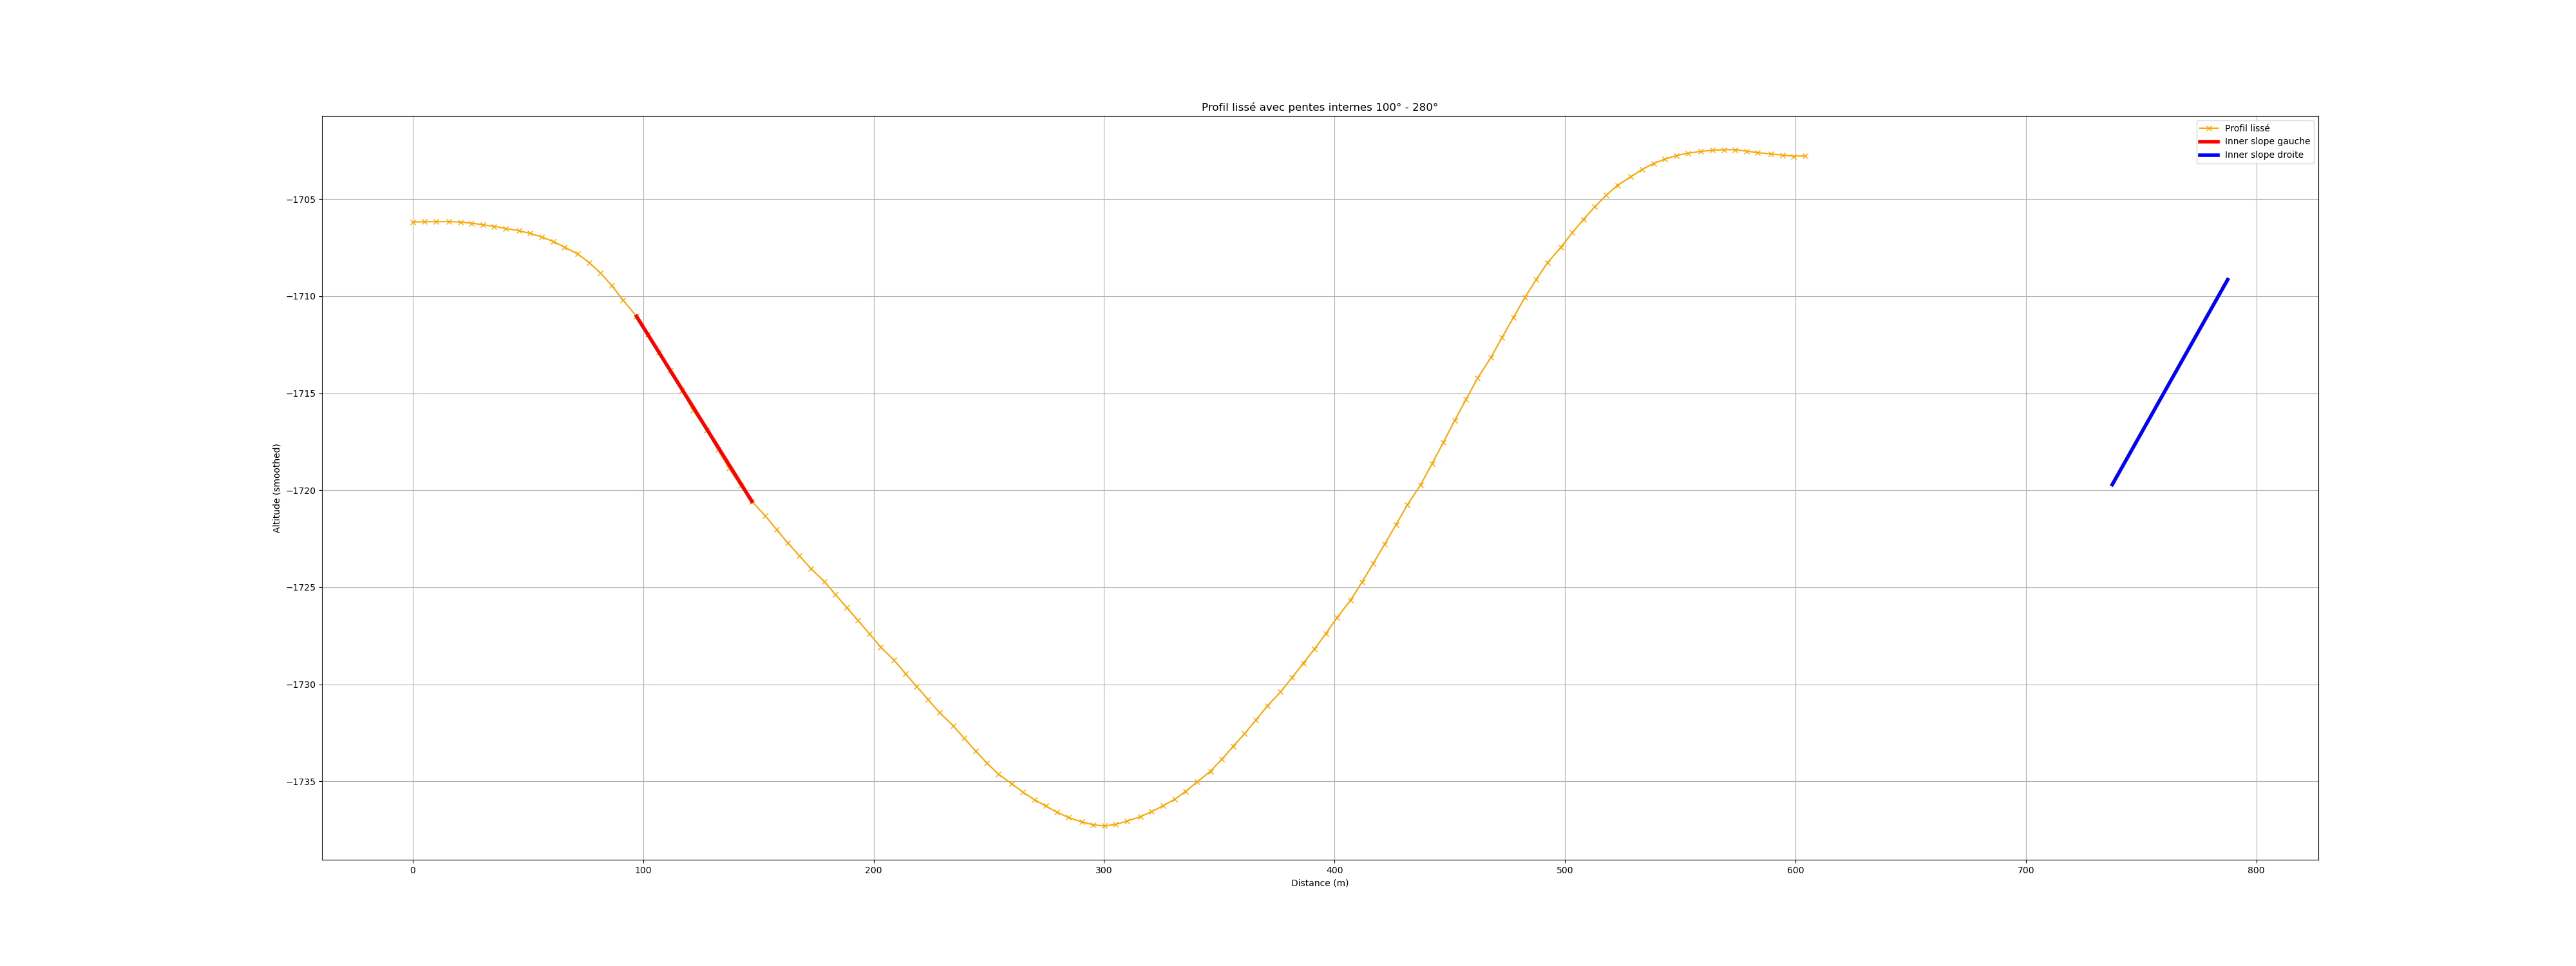 Profil lissé avec pentes internes 100° - 280°
Profil lissé
Inner slope gauche
Inner slope droite
−1705
−1710
−1715
−1720
−1725
−1730
−1735
Altitude (smoothed)
0 100 200 300 400 500 600 700 800
Distance (m)